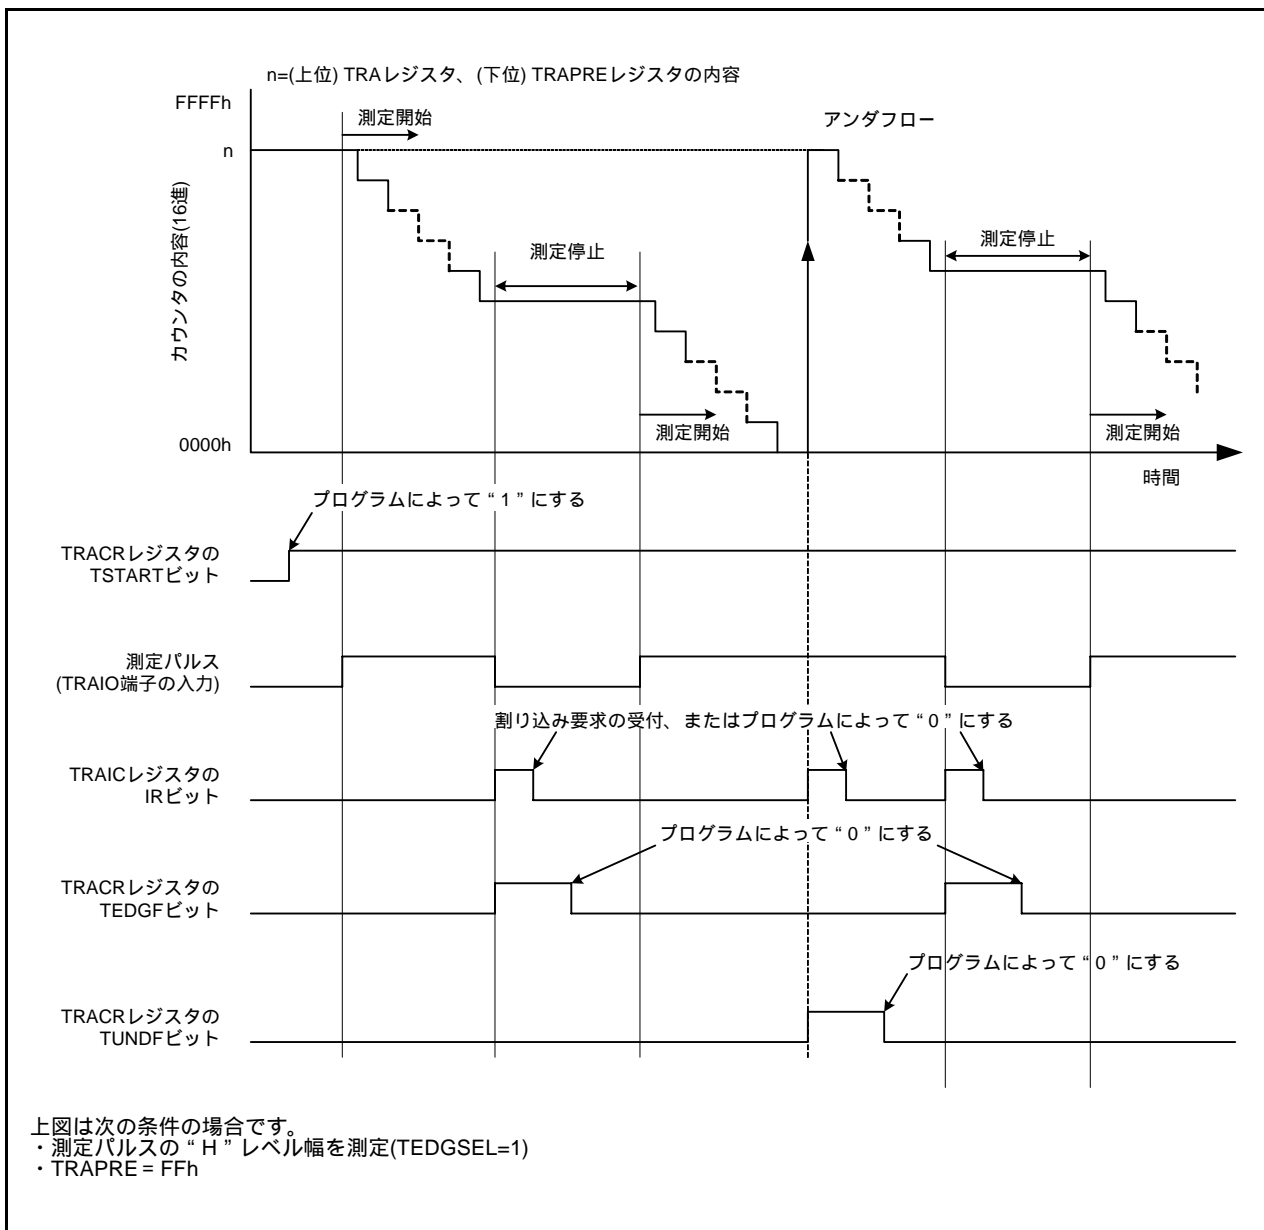 n=(上位) TRAレジスタ、(下位) TRAPREレジスタの内容
FFFFh
測定開始
アンダフロー
n
カウンタの内容(16進)
測定停止
測定停止
測定開始
測定開始
0000h
時間
プログラムによって“1”にする
TRACRレジスタの
TSTARTビット
測定パルス
(TRAIO端子の入力)
割り込み要求の受付、またはプログラムによって“0”にする
TRAICレジスタの
IRビット
プログラムによって“0”にする
TRACRレジスタの
TEDGFビット
プログラムによって“0”にする
TRACRレジスタの
TUNDFビット
上図は次の条件の場合です。
・測定パルスの“H”レベル幅を測定(TEDGSEL=1)
・TRAPRE = FFh